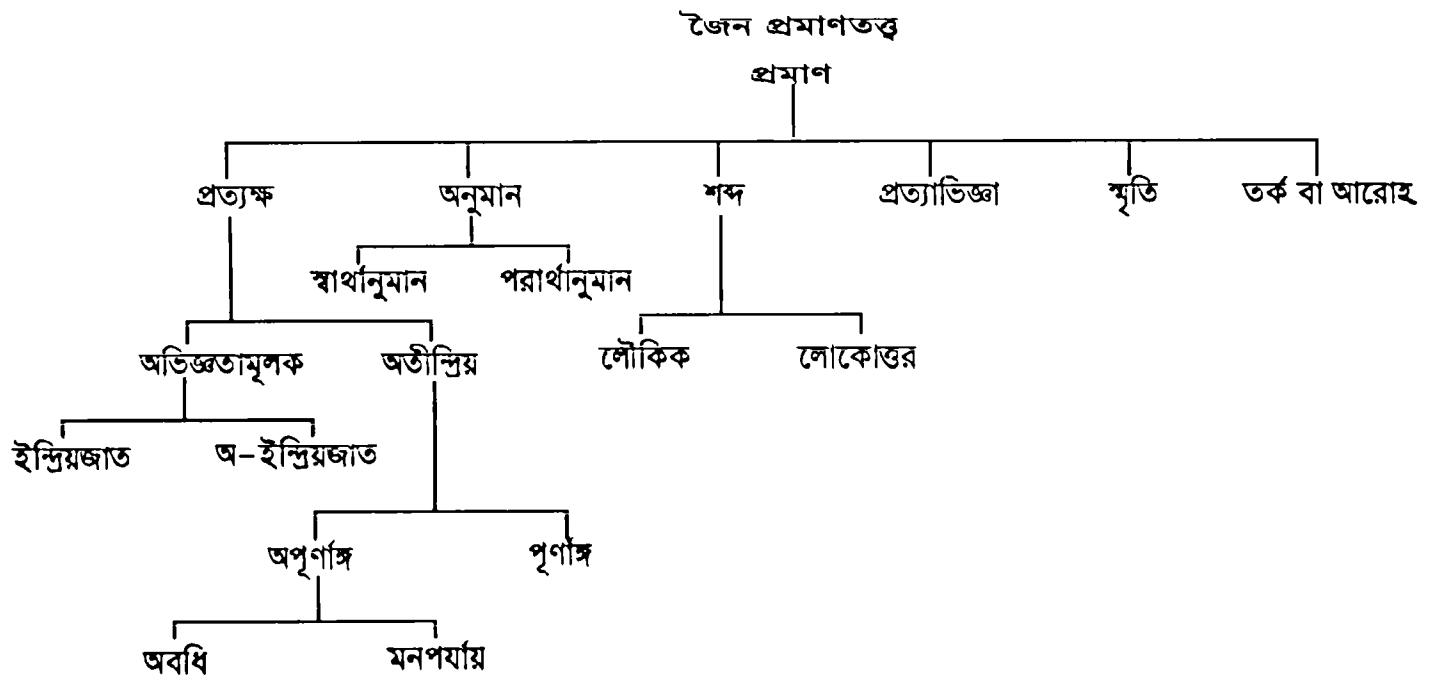 জৈন প্রমাণতত্ত্ব
প্রমাণ
প্রত্যক্ষ অনুমান শব্দ প্রত্যাভিজ্ঞা স্মৃতি তর্ক বা আরোহ
স্বার্থানুমান পরার্থানুমান
অভিজ্ঞতামূলক অতীন্দ্রিয় লৌকিক লোকোত্তর
ইন্দ্রিয়জাত অ-ইন্দ্রিয়জাত
অপূর্ণাঙ্গ পূর্ণাঙ্গ
অবধি মনপর্যায়